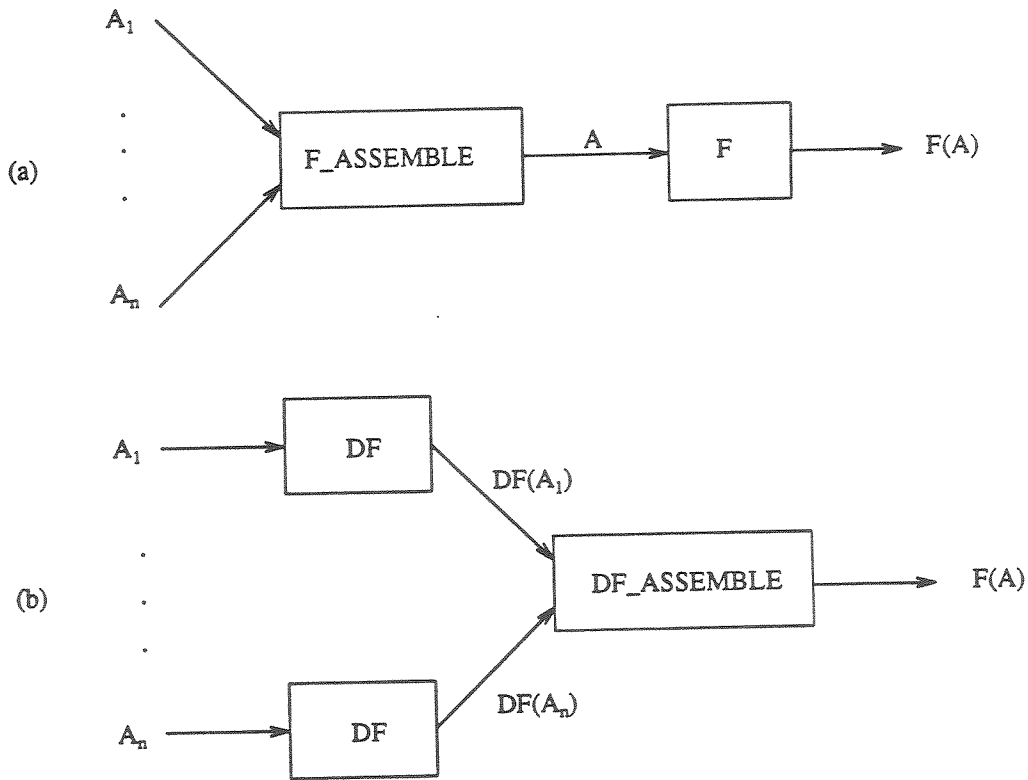 A₁
(a)
F_ASSEMBLE
A
F
F(A)
Aₙ
A₁
DF
DF(A₁)
(b)
DF_ASSEMBLE
F(A)
DF(Aₙ)
Aₙ
DF